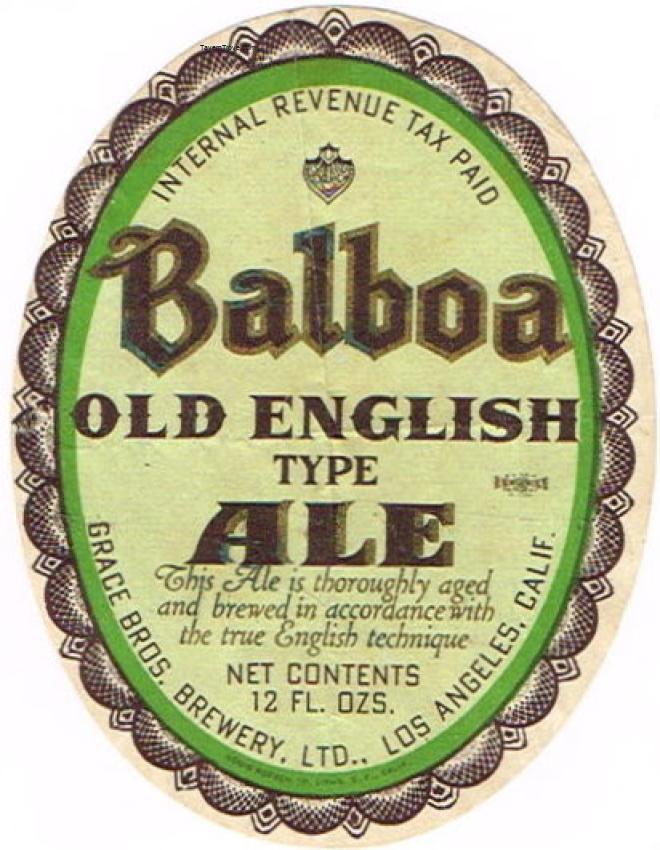 INTERNAL REVENUE TAX PAID
Balboa
OLD ENGLISH
TYPE
ALE
This Ale is thoroughly aged
and brewed in accordance with
the true English technique
NET CONTENTS
12 FL. OZS.
GRACE BROS. BREWERY, LTD., LOS ANGELES, CALIF.